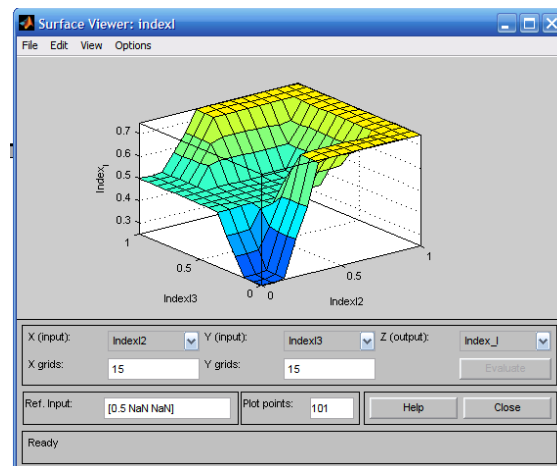 Surface Viewer: indexI
File Edit View Options
0.7
0.6
0.5
0.4
0.3
Index_I
1
0.5
0
IndexI3
0
0.5
1
IndexI2
X (input): IndexI2 Y (input): IndexI3 Z (output): Index_I
X grids: 15 Y grids: 15 Evaluate
Ref. Input: [0.5 NaN NaN] Plot points: 101 Help Close
Ready